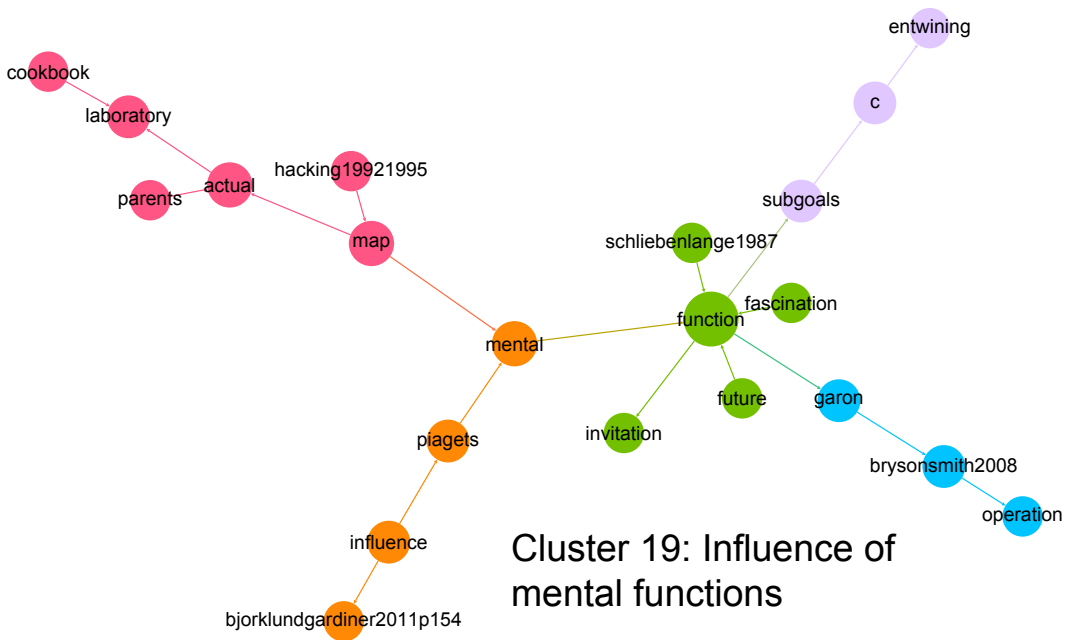 entwining
cookbook
c
laboratory
hacking19921995
actual
parents
subgoals
map
schliebenlange1987
fascination
function
mental
future
garon
invitation
piagets
brysonsmith2008
operation
influence
Cluster 19: Influence of
mental functions
bjorklundgardiner2011p154